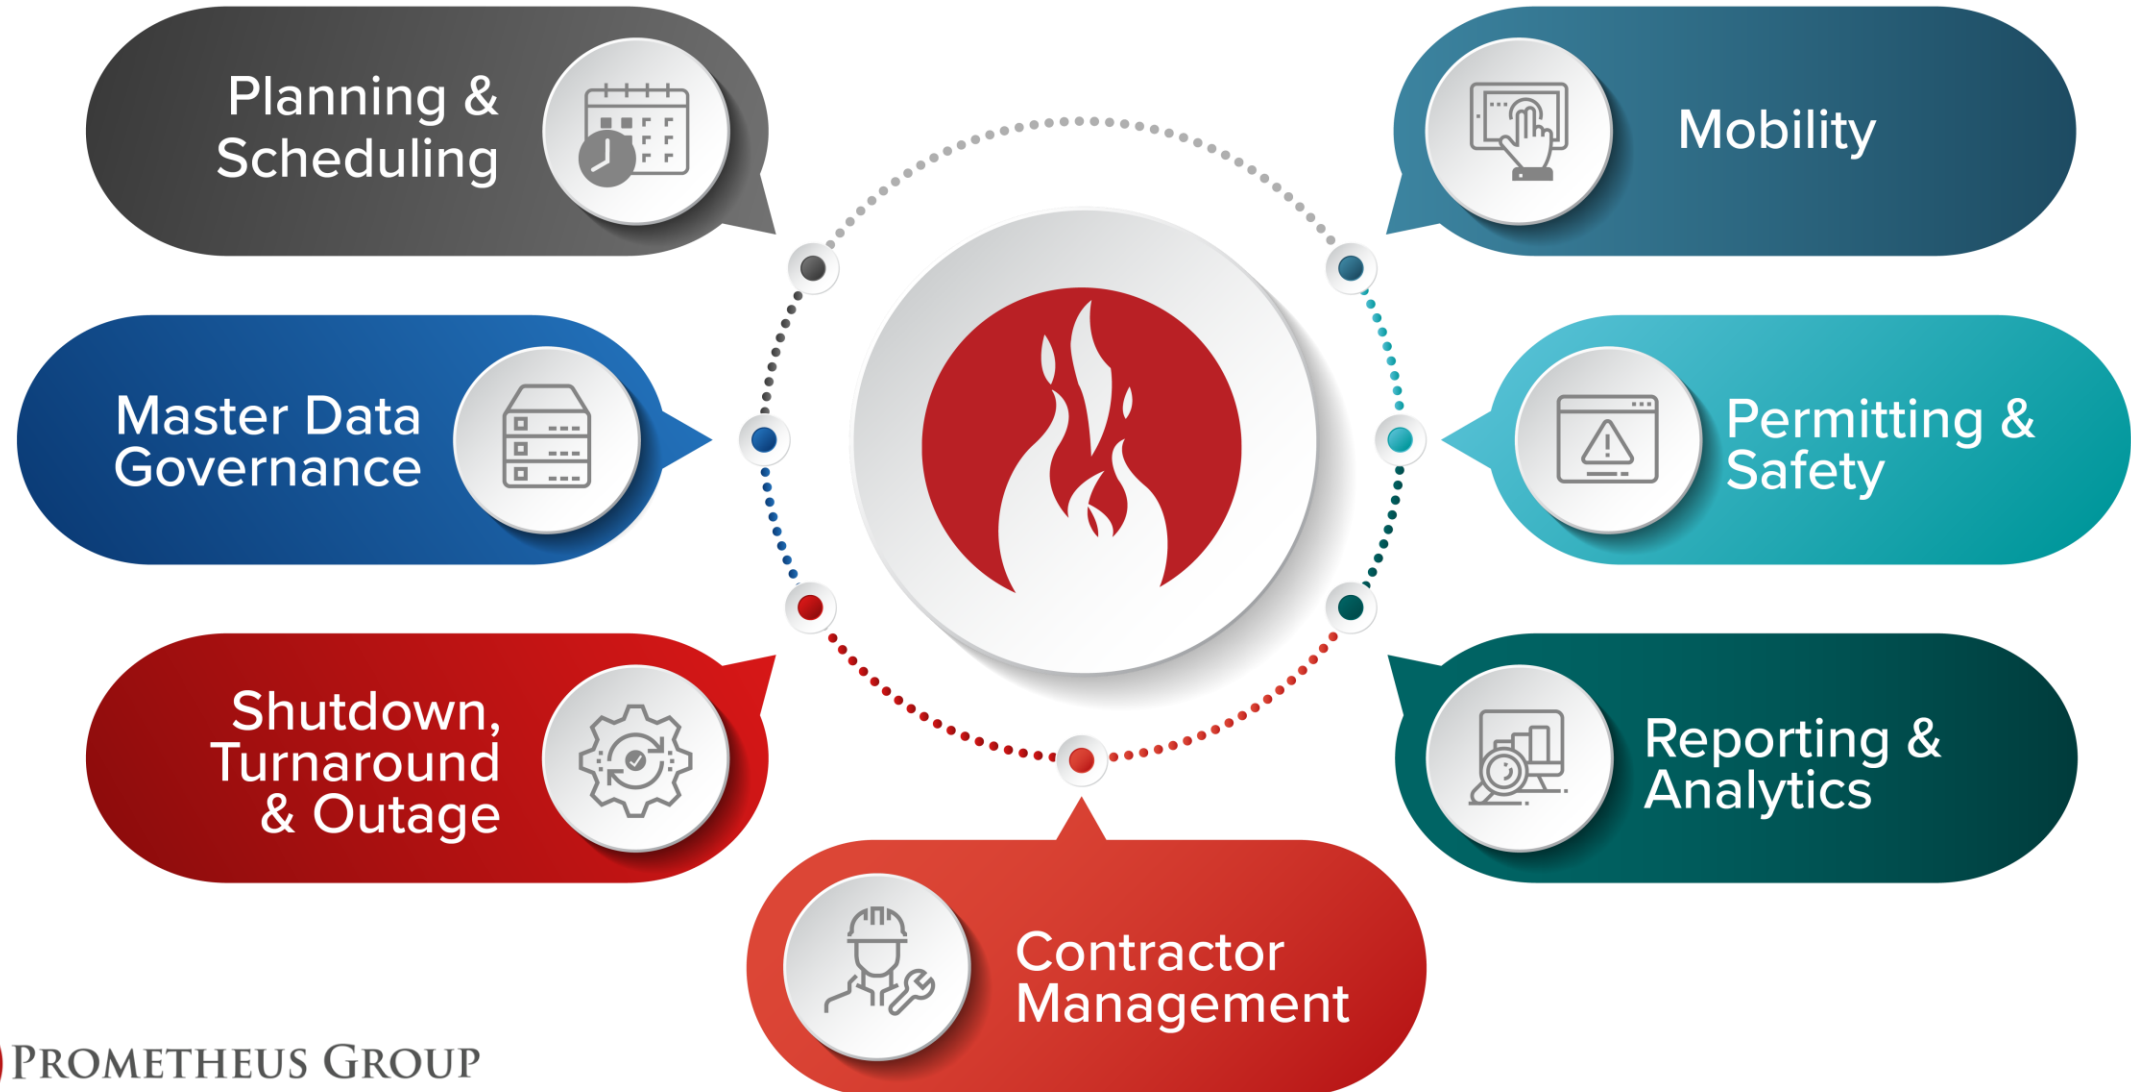 Planning &
Scheduling
Mobility
Master Data
Governance
Permitting &
Safety
Shutdown,
Turnaround
& Outage
Reporting &
Analytics
Contractor
Management
PROMETHEUS GROUP